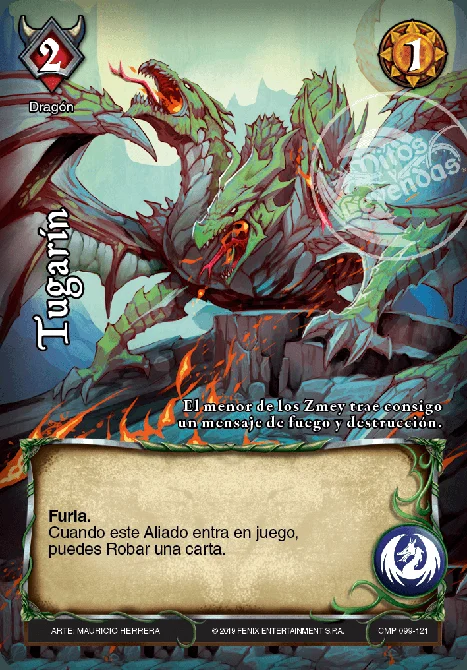 2
1
Dragón
Mitos
Leyendas
Tugarín
El menor de los Zmey trae consigo
un mensaje de fuego y destrucción.
Furia.
Cuando este Aliado entra en juego,
puedes Robar una carta.
ARTE: MAURICIO HERRERA
© 2019 FENIX ENTERTAINMENT S.P.A.
CMP 099-121